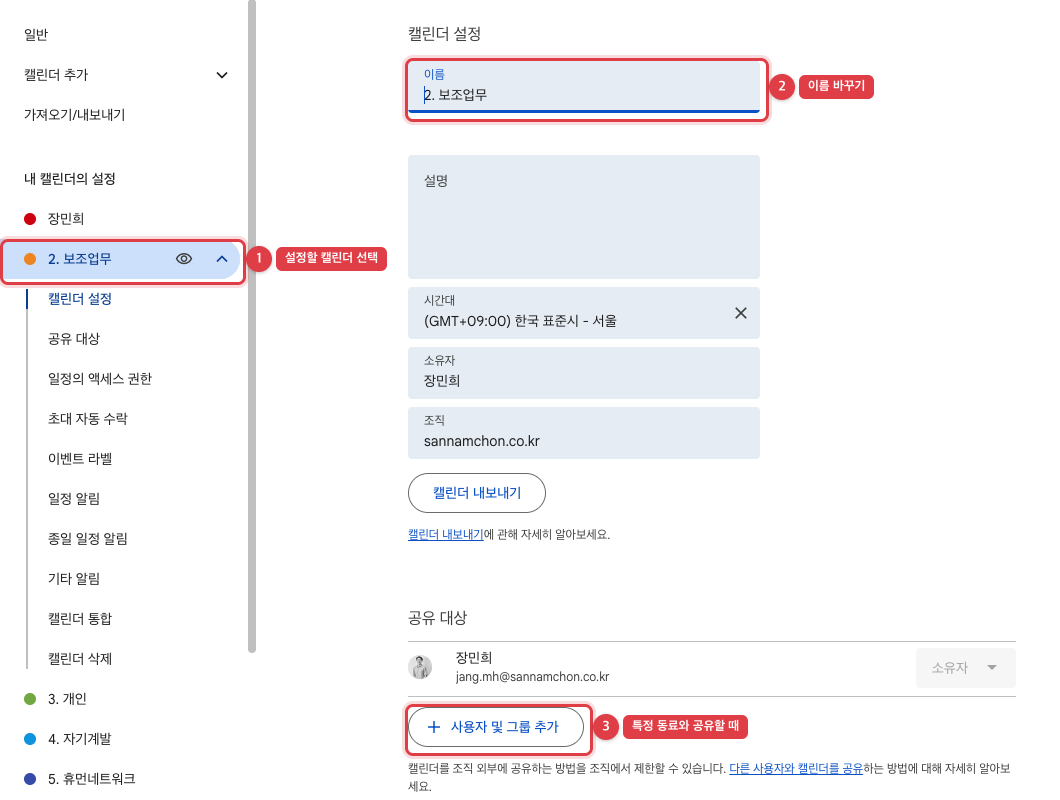 일반
캘린더 추가
가져오기/내보내기
내 캘린더의 설정
장민희
2. 보조업무
1 설정할 캘린더 선택
캘린더 설정
공유 대상
일정의 액세스 권한
초대 자동 수락
이벤트 라벨
일정 알림
종일 일정 알림
기타 알림
캘린더 통합
캘린더 삭제
3. 개인
4. 자기계발
5. 휴먼네트워크
캘린더 설정
이름
2. 보조업무
2 이름 바꾸기
설명
시간대
(GMT+09:00) 한국 표준시 - 서울
소유자
장민희
조직
sannamchon.co.kr
캘린더 내보내기
캘린더 내보내기에 관해 자세히 알아보세요.
공유 대상
장민희
jang.mh@sannamchon.co.kr
소유자
+ 사용자 및 그룹 추가
3 특정 동료와 공유할 때
캘린더를 조직 외부에 공유하는 방법을 조직에서 제한할 수 있습니다. 다른 사용자와 캘린더를 공유하는 방법에 대해 자세히 알아보
세요.